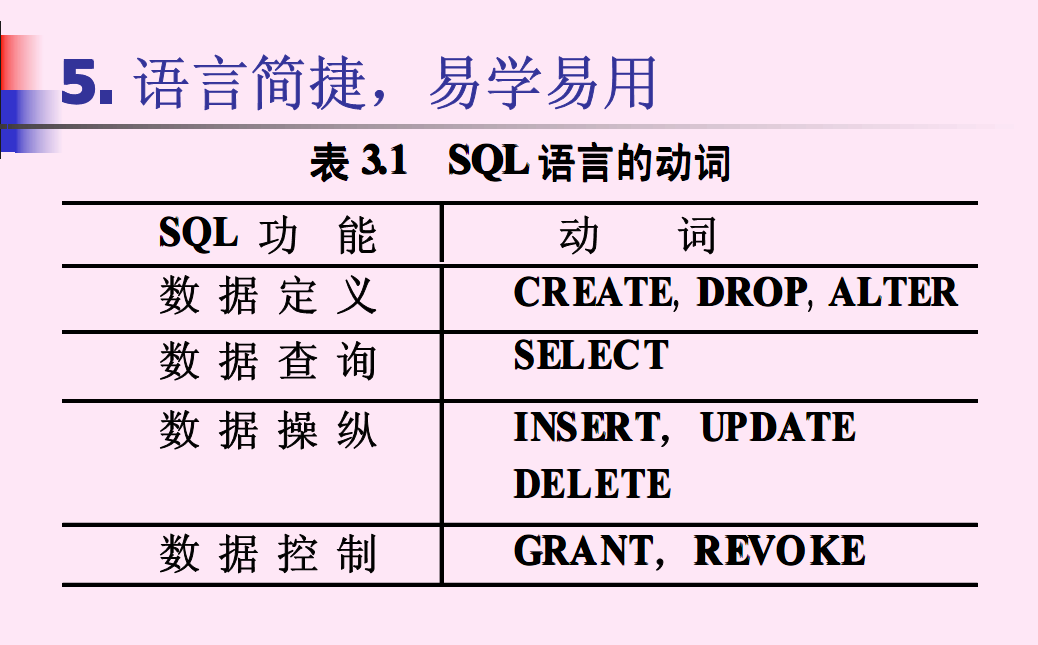 5. 语言简捷，易学易用
表 3.1 SQL 语言的动词
SQL 功 能 动 词
数 据 定 义 CREATE, DROP, ALTER
数 据 查 询 SELECT
数 据 操 纵 INSERT, UPDATE
DELETE
数 据 控 制 GRANT, REVOKE